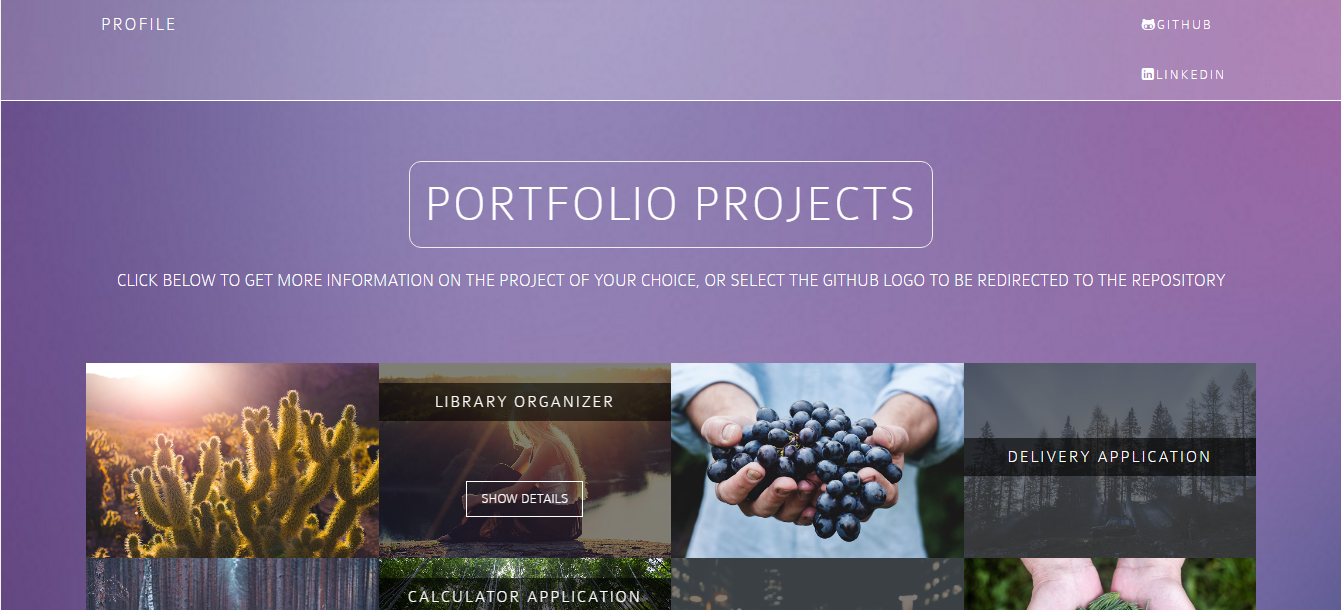 PROFILE
GITHUB
LINKEDIN
PORTFOLIO PROJECTS
CLICK BELOW TO GET MORE INFORMATION ON THE PROJECT OF YOUR CHOICE, OR SELECT THE GITHUB LOGO TO BE REDIRECTED TO THE REPOSITORY
LIBRARY ORGANIZER
SHOW DETAILS
DELIVERY APPLICATION
CALCULATOR APPLICATION